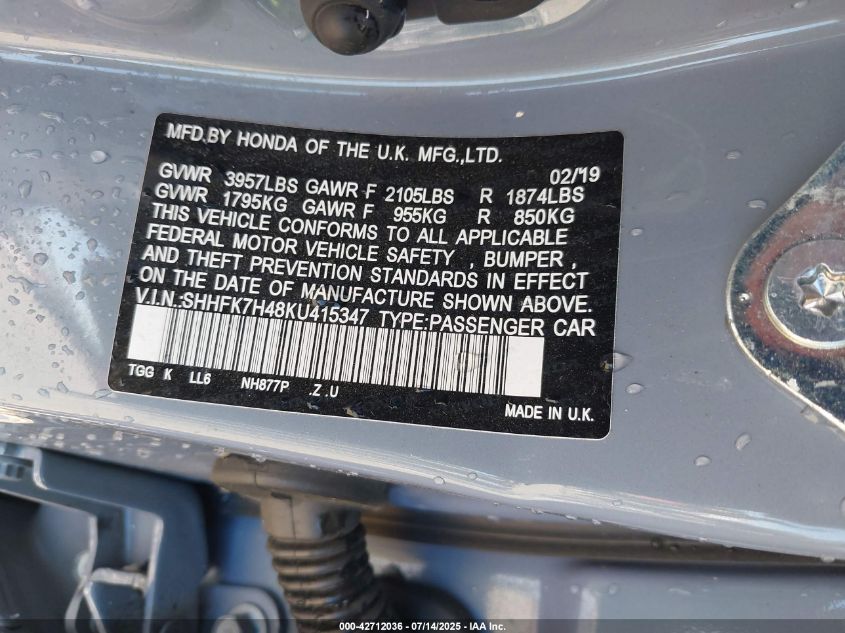 MFD.BY HONDA OF THE U.K. MFG.,LTD.
02/19
GVWR 3957LBS GAWR F 2105LBS R 1874LBS
GVWR 1795KG GAWR F 955KG R 850KG
THIS VEHICLE CONFORMS TO ALL APPLICABLE
FEDERAL MOTOR VEHICLE SAFETY , BUMPER ,
AND THEFT PREVENTION STANDARDS IN EFFECT
ON THE DATE OF MANUFACTURE SHOWN ABOVE.
V.I.N.:SHHFK7H48KU415347 TYPE:PASSENGER CAR
TGG K LL6 NH877P .Z .U
MADE IN U.K.
000-42712036 - 07/14/2025 - IAA Inc.